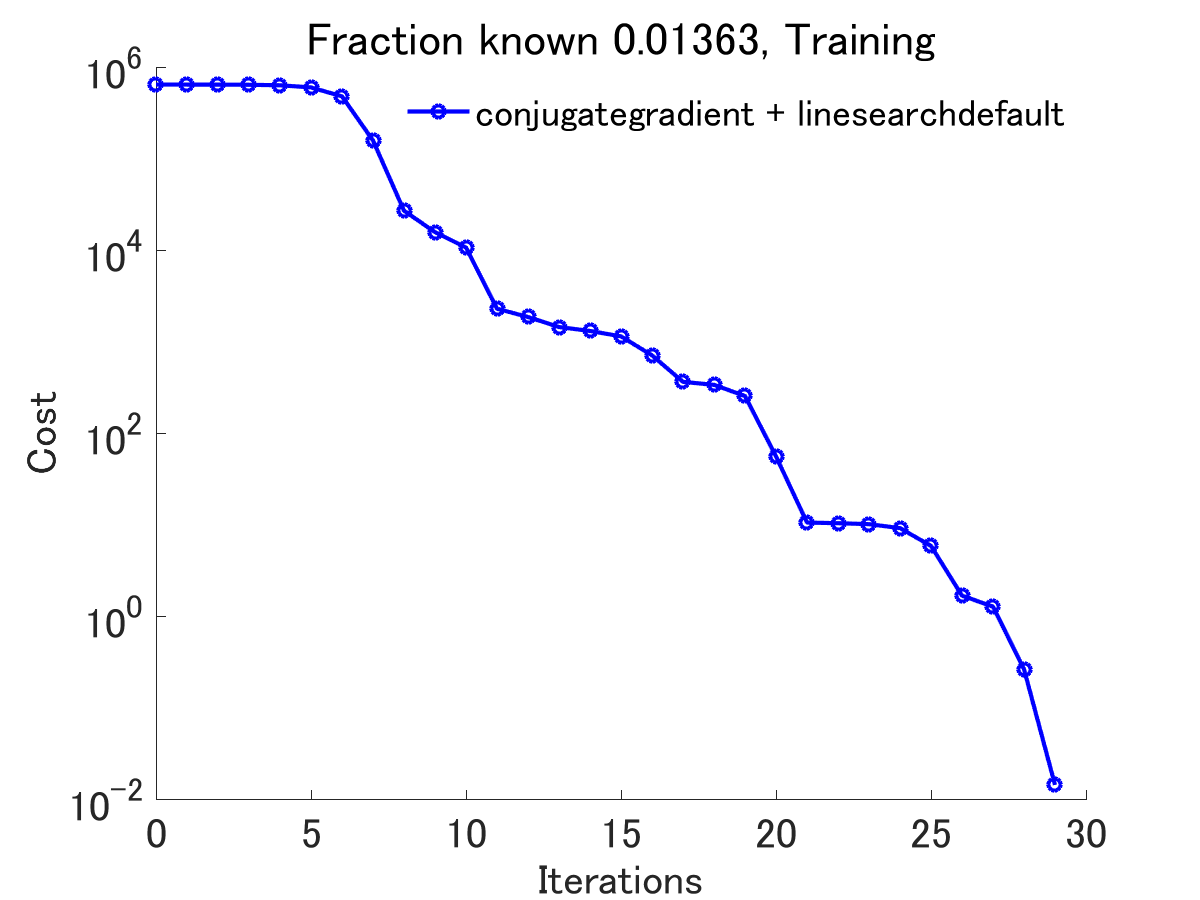 Fraction known 0.01363, Training
conjugategradient + linesearchdefault
10^6
10^4
10^2
10^0
10^-2
Cost
0 5 10 15 20 25 30
Iterations